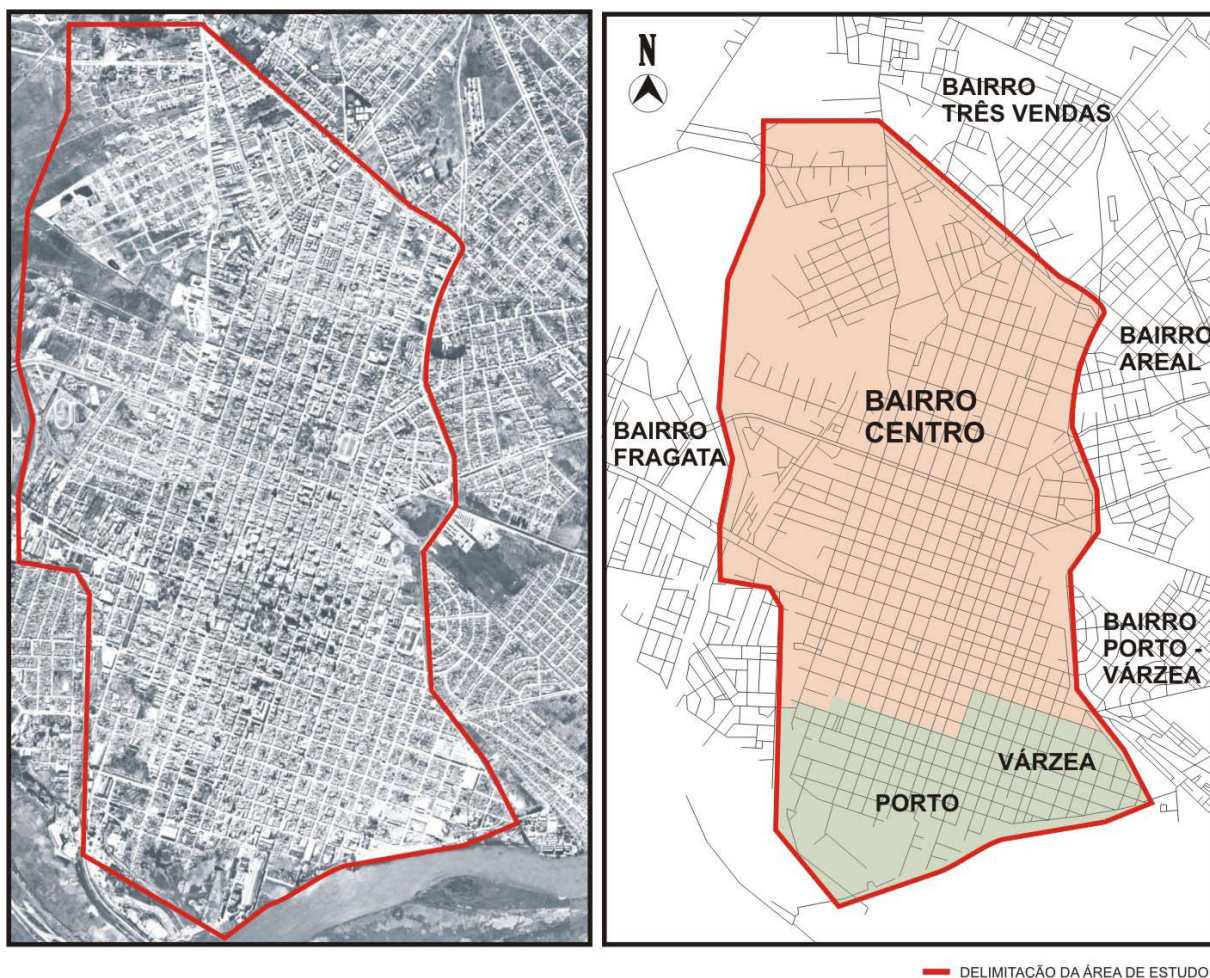 N
BAIRRO
TRÊS VENDAS
BAIRRO
AREAL
BAIRRO
CENTRO
BAIRRO
FRAGATA
BAIRRO
PORTO -
VÁRZEA
VÁRZEA
PORTO
DELIMITAÇÃO DA ÁREA DE ESTUDO